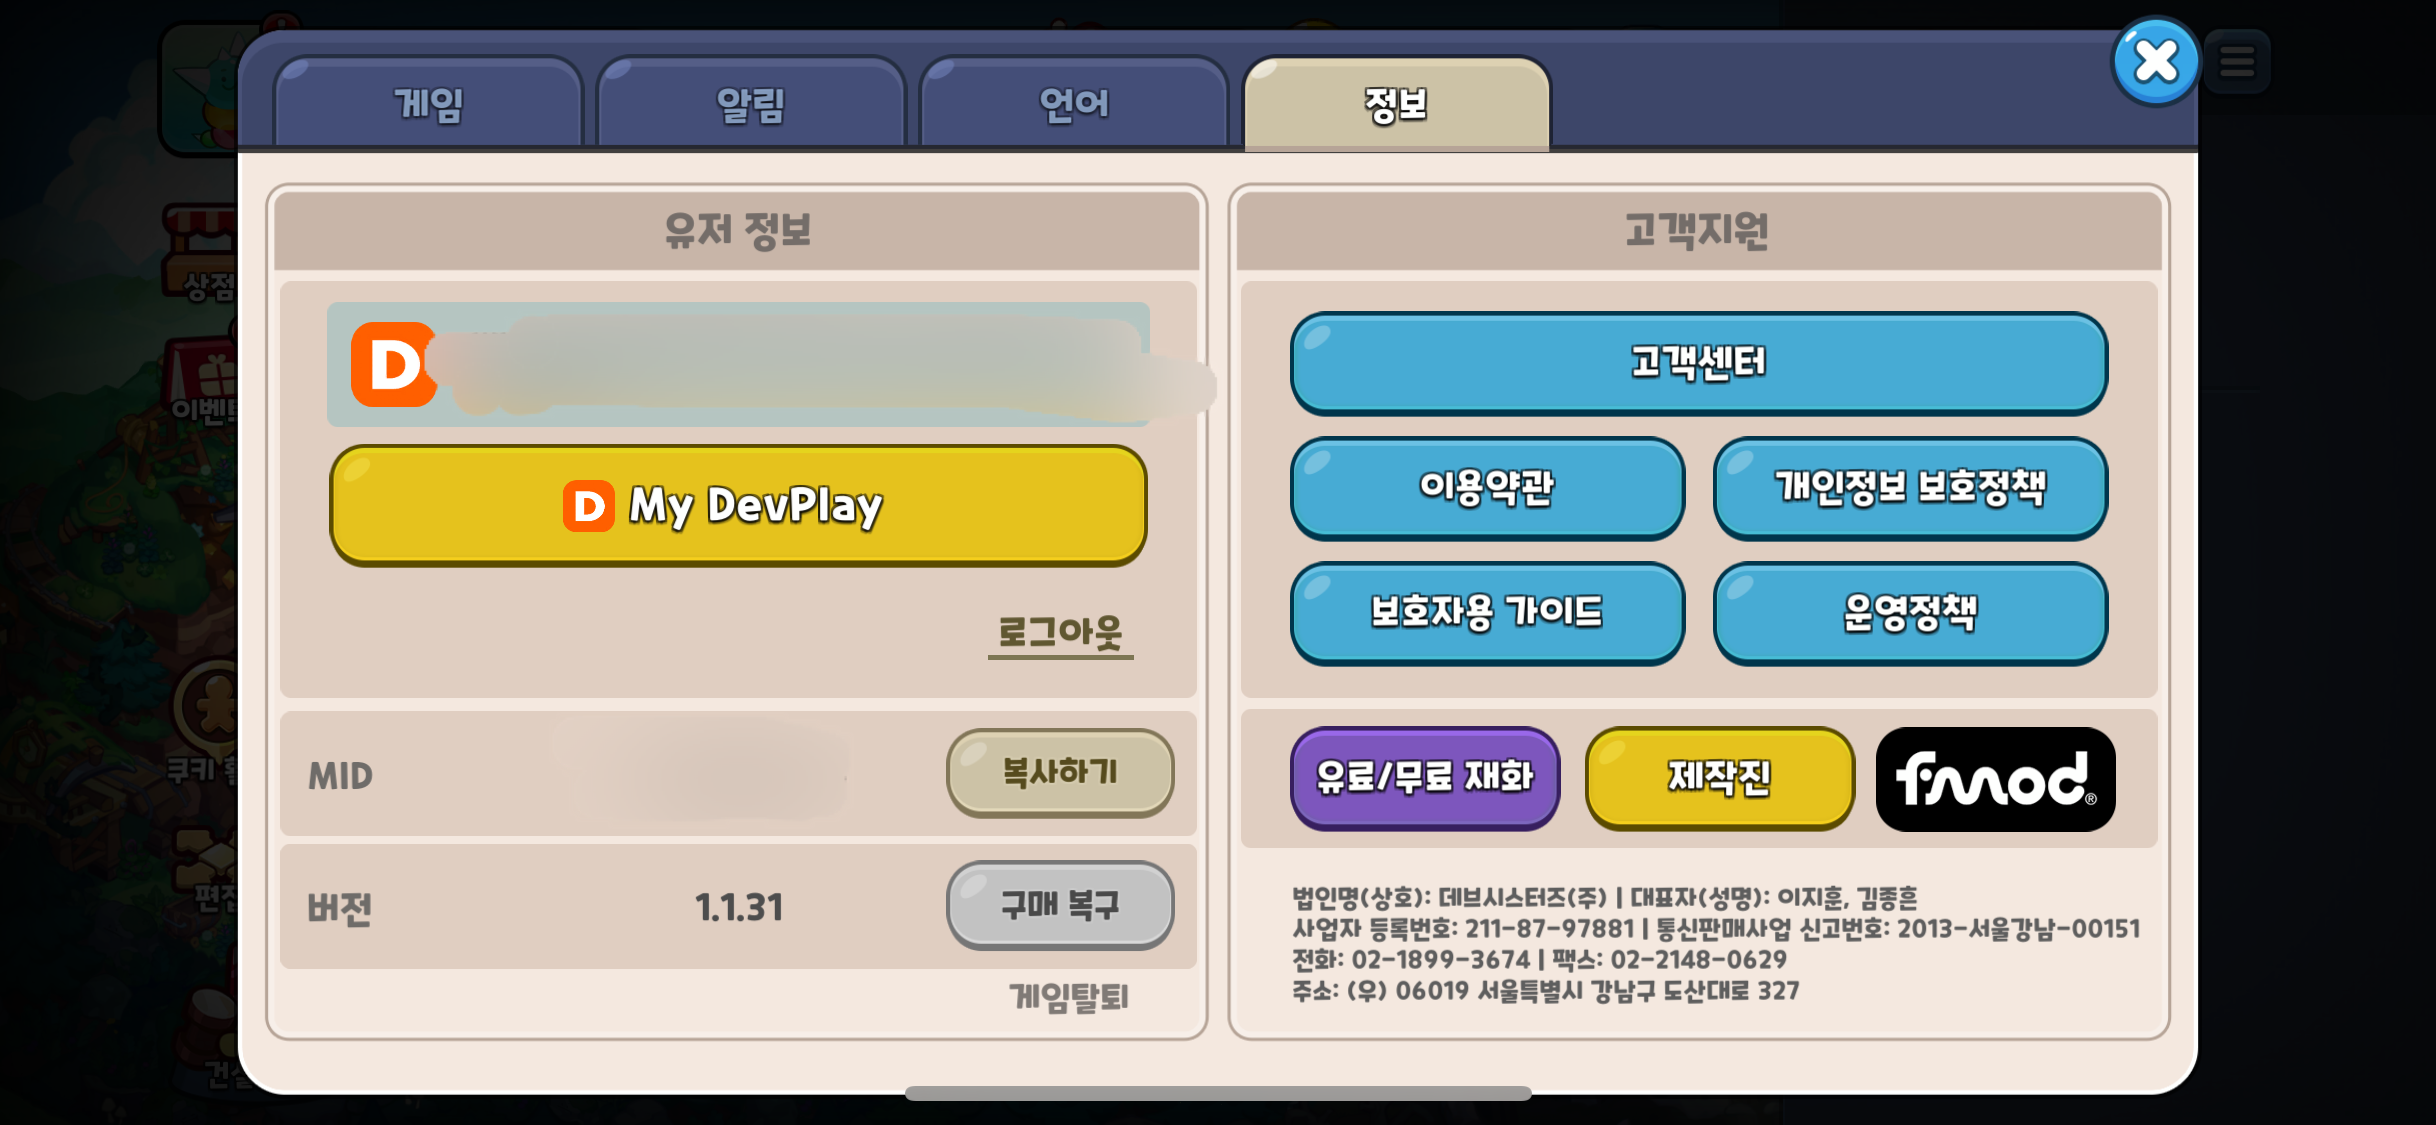 게임
알림
언어
정보
유저 정보
D
D My DevPlay
로그아웃
MID
복사하기
버전
1.1.31
구매 복구
게임탈퇴
고객지원
고객센터
이용약관
개인정보 보호정책
보호자용 가이드
운영정책
유료/무료 재화
제작진
fmod®
법인명(상호): 데브시스터즈(주) | 대표자(성명): 이지훈, 김종흔
사업자 등록번호: 211-87-97881 | 통신판매사업 신고번호: 2013-서울강남-00151
전화: 02-1899-3674 | 팩스: 02-2148-0629
주소: (우) 06019 서울특별시 강남구 도산대로 327
상점
쿠키
편집